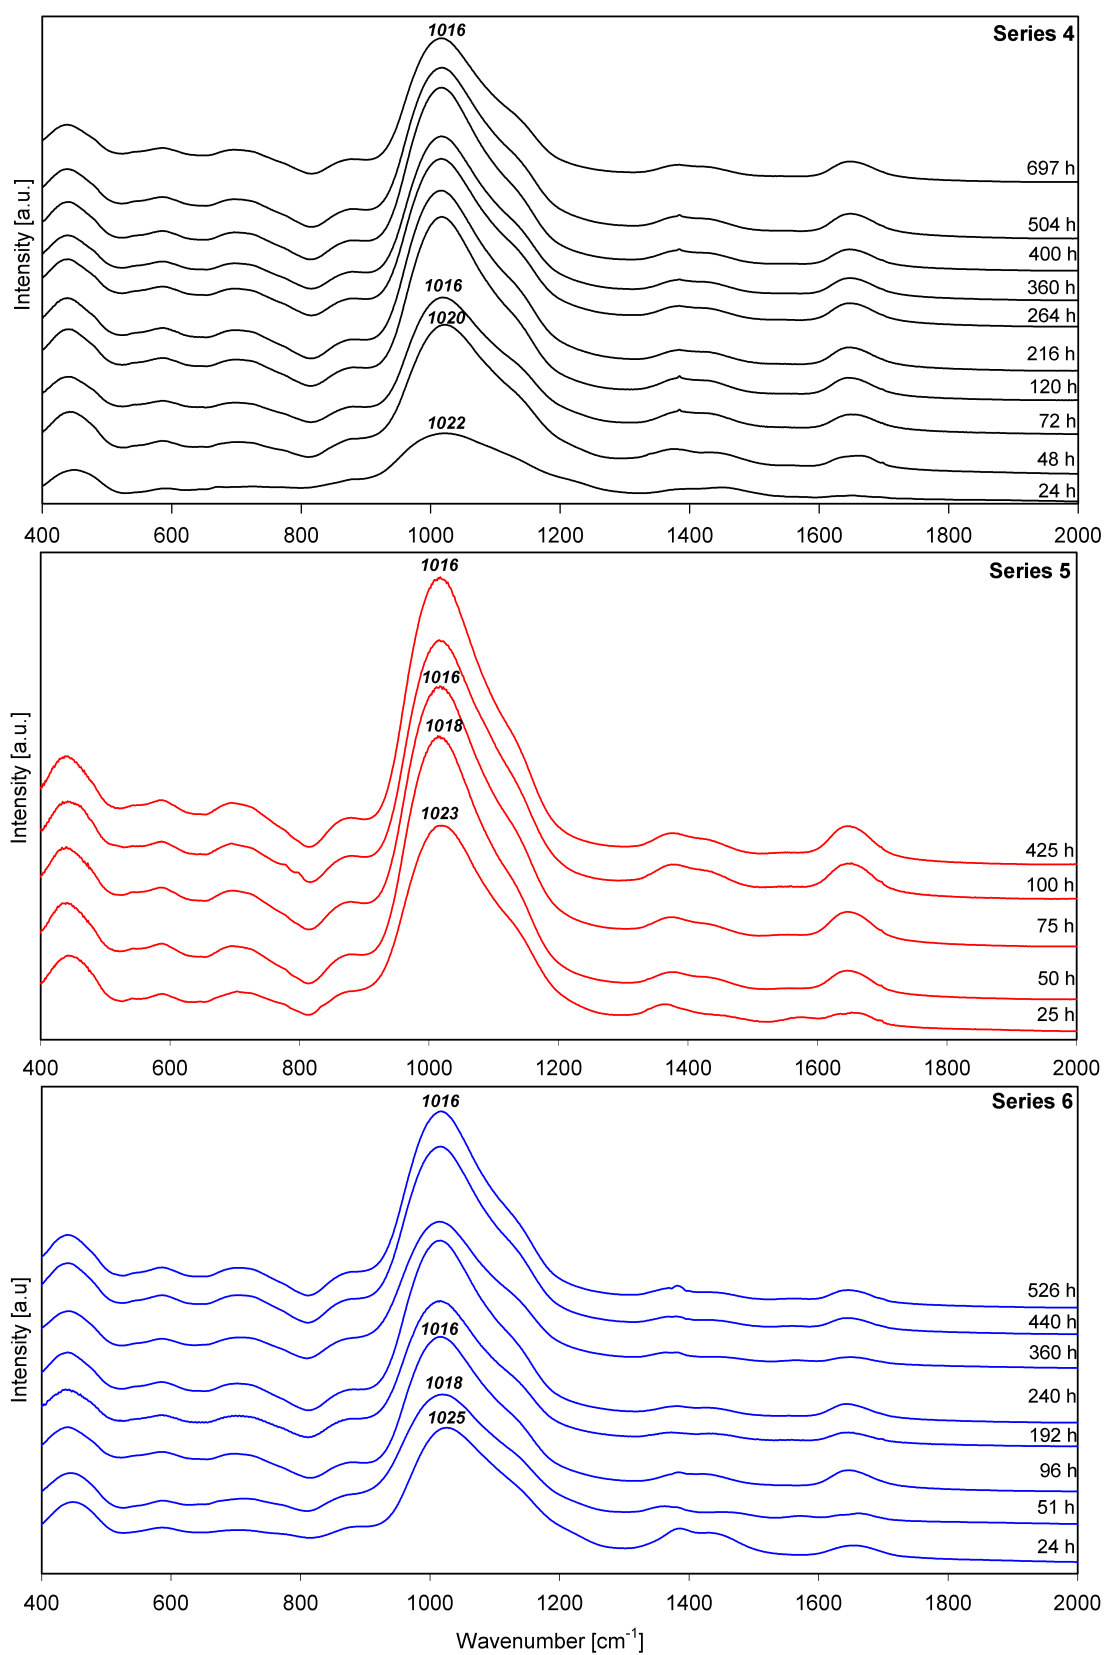 Series 4
1016
1016
1020
1022
697 h
504 h
400 h
360 h
264 h
216 h
120 h
72 h
48 h
24 h
Intensity [a.u.]
400 600 800 1000 1200 1400 1600 1800 2000
Series 5
1016
1016
1018
1023
425 h
100 h
75 h
50 h
25 h
Intensity [a.u.]
400 600 800 1000 1200 1400 1600 1800 2000
Series 6
1016
1016
1018
1025
526 h
440 h
360 h
240 h
192 h
96 h
51 h
24 h
Intensity [a.u]
400 600 800 1000 1200 1400 1600 1800 2000
Wavenumber [cm⁻¹]